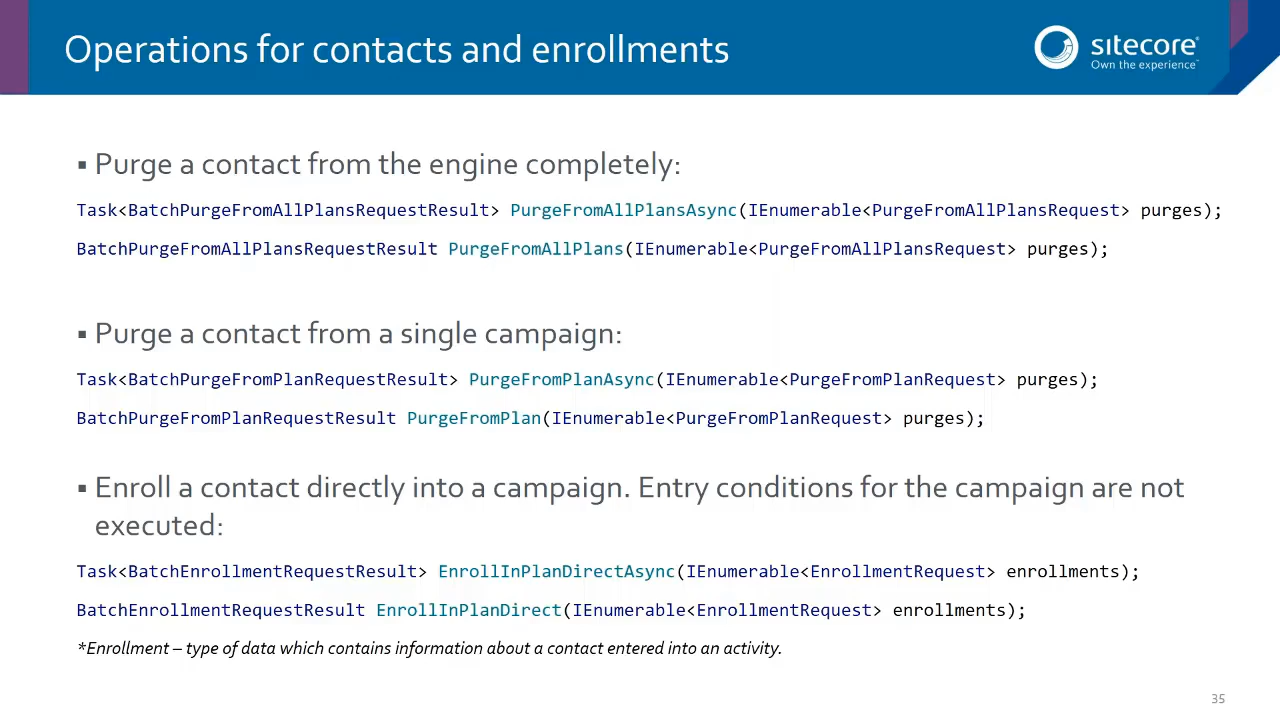 Operations for contacts and enrollments
sitecore®
Own the experience™
▪ Purge a contact from the engine completely:
Task<BatchPurgeFromAllPlansRequestResult> PurgeFromAllPlansAsync(IEnumerable<PurgeFromAllPlansRequest> purges);
BatchPurgeFromAllPlansRequestResult PurgeFromAllPlans(IEnumerable<PurgeFromAllPlansRequest> purges);
▪ Purge a contact from a single campaign:
Task<BatchPurgeFromPlanRequestResult> PurgeFromPlanAsync(IEnumerable<PurgeFromPlanRequest> purges);
BatchPurgeFromPlanRequestResult PurgeFromPlan(IEnumerable<PurgeFromPlanRequest> purges);
▪ Enroll a contact directly into a campaign. Entry conditions for the campaign are not
executed:
Task<BatchEnrollmentRequestResult> EnrollInPlanDirectAsync(IEnumerable<EnrollmentRequest> enrollments);
BatchEnrollmentRequestResult EnrollInPlanDirect(IEnumerable<EnrollmentRequest> enrollments);
*Enrollment – type of data which contains information about a contact entered into an activity.
35